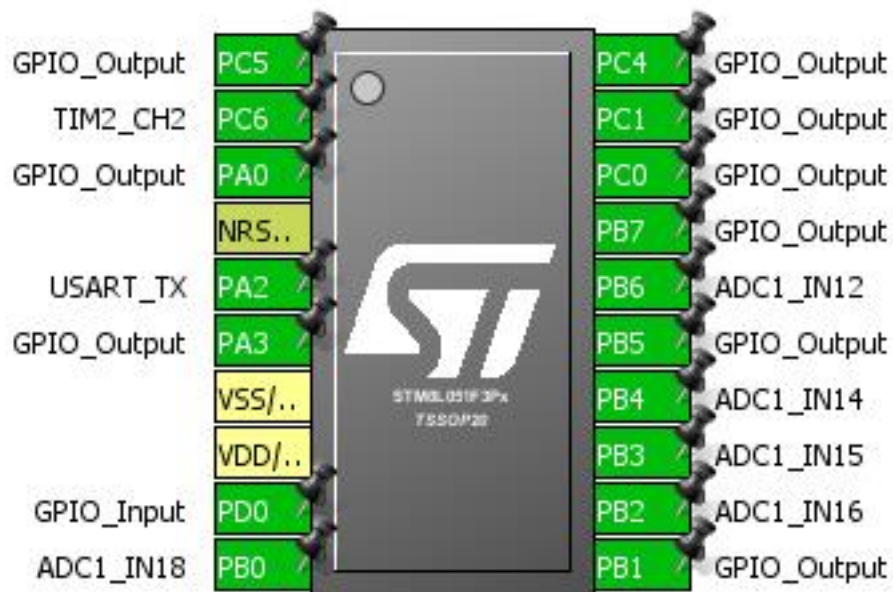 GPIO_Output PC5 PC4 GPIO_Output
TIM2_CH2 PC6 PC1 GPIO_Output
GPIO_Output PA0 PC0 GPIO_Output
NRS.. PB7 GPIO_Output
USART_TX PA2 PB6 ADC1_IN12
GPIO_Output PA3 PB5 GPIO_Output
VSS/.. STM8L051F3Px PB4 ADC1_IN14
TSSOP20
VDD/.. PB3 ADC1_IN15
GPIO_Input PD0 PB2 ADC1_IN16
ADC1_IN18 PB0 PB1 GPIO_Output